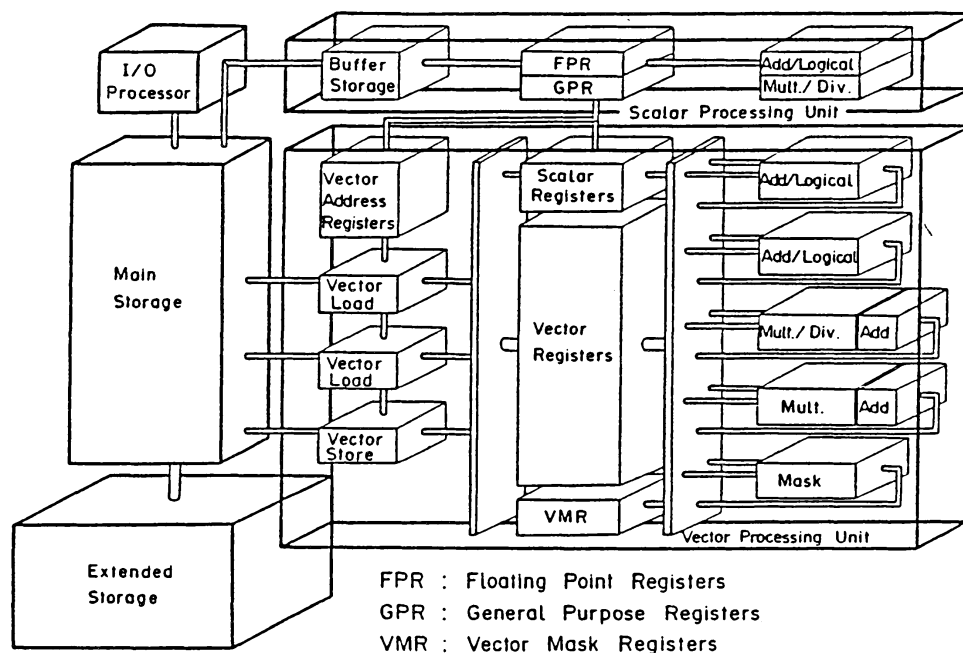 I/O
Processor
Buffer
Storage
FPR
GPR
Add/Logical
Mult./ Div.
Scalar Processing Unit
Main
Storage
Extended
Storage
Vector
Address
Registers
Vector
Load
Vector
Load
Vector
Store
Scalar
Registers
Vector
Registers
VMR
Add/Logical
Add/Logical
Mult./ Div.
Add
Mult.
Add
Mask
Vector Processing Unit
FPR : Floating Point Registers
GPR : General Purpose Registers
VMR : Vector Mask Registers